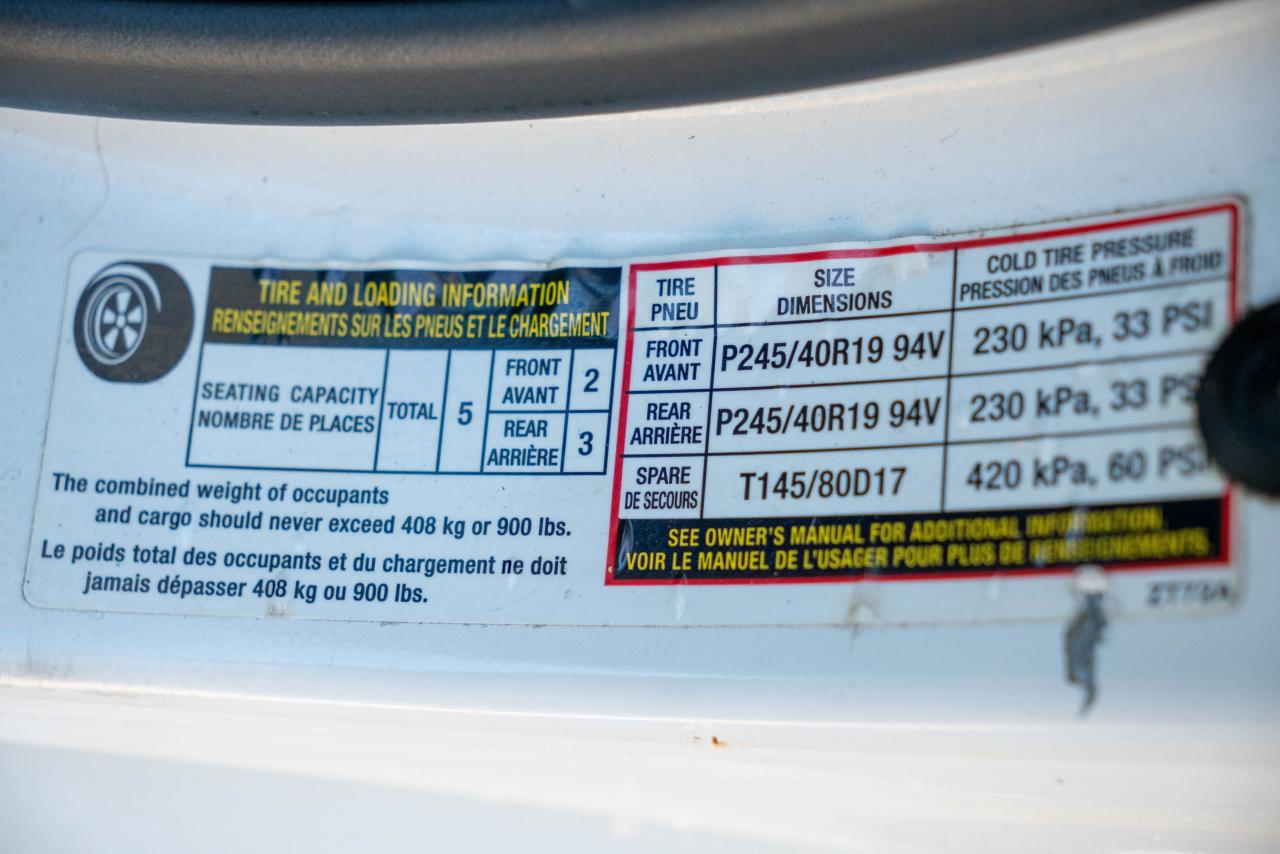 TIRE AND LOADING INFORMATION
RENSEIGNEMENTS SUR LES PNEUS ET LE CHARGEMENT
SEATING CAPACITY
NOMBRE DE PLACES
TOTAL
5
FRONT
AVANT
2
REAR
ARRIÈRE
3
The combined weight of occupants
and cargo should never exceed 408 kg or 900 lbs.
Le poids total des occupants et du chargement ne doit
jamais dépasser 408 kg ou 900 lbs.
TIRE
PNEU
SIZE
DIMENSIONS
COLD TIRE PRESSURE
PRESSION DES PNEUS À FROID
FRONT
AVANT
P245/40R19 94V
230 kPa, 33 PSI
REAR
ARRIÈRE
P245/40R19 94V
230 kPa, 33 PS
SPARE
DE SECOURS
T145/80D17
420 kPa, 60 PSI
SEE OWNER'S MANUAL FOR ADDITIONAL INFORMATION.
VOIR LE MANUEL DE L'USAGER POUR PLUS DE RENSEIGNEMENTS.